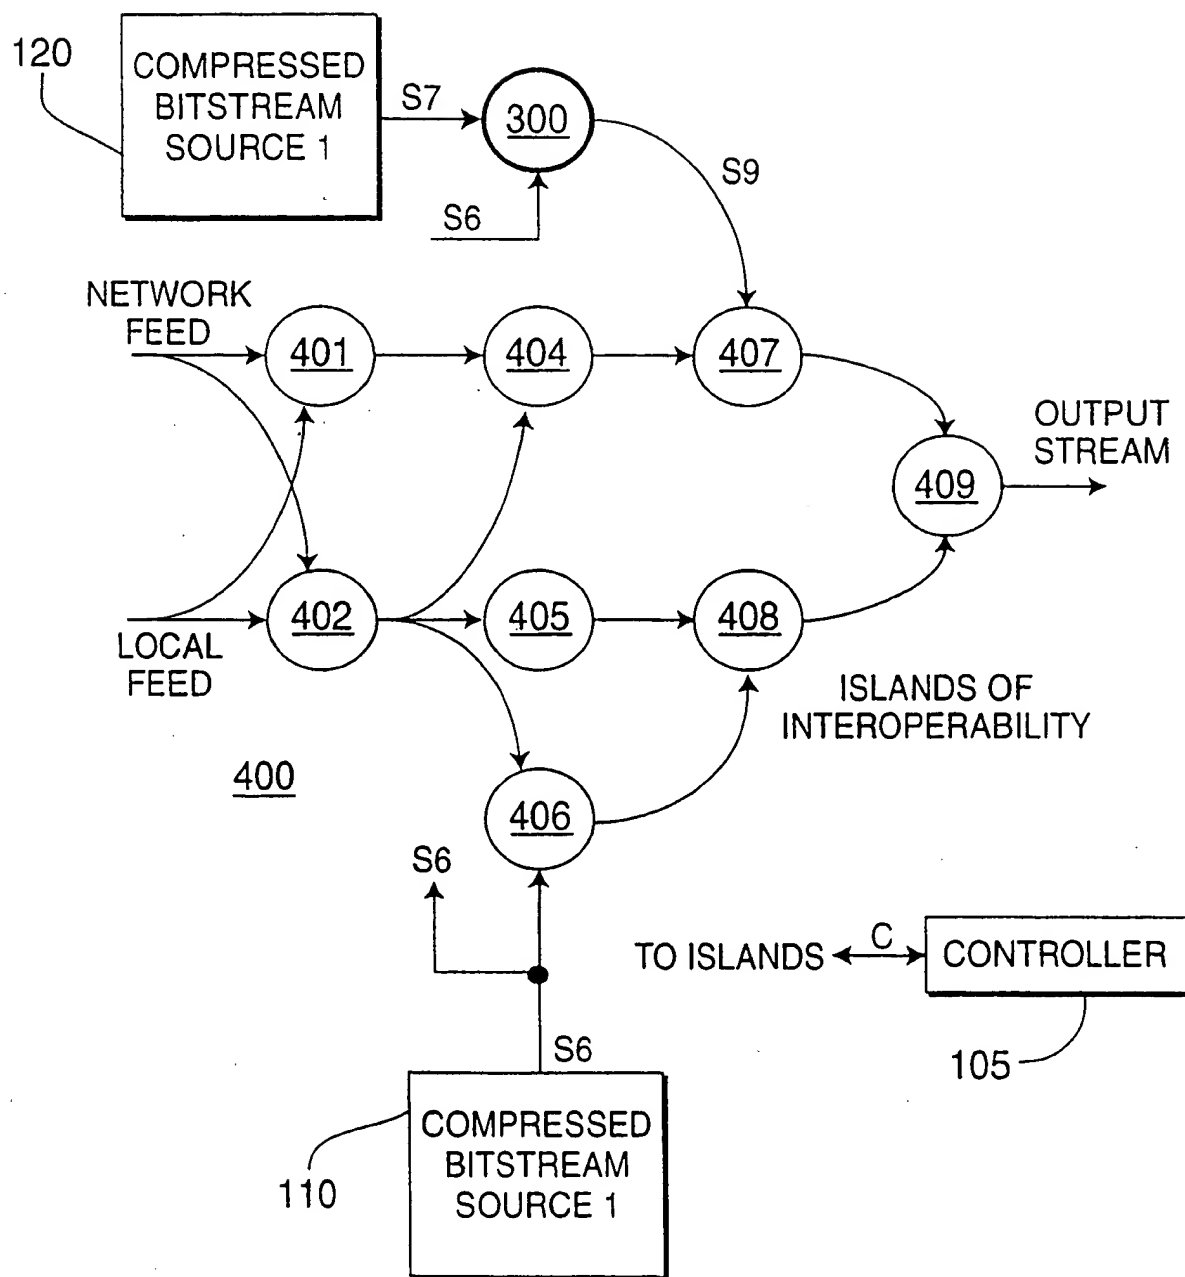 120
COMPRESSED
BITSTREAM
SOURCE 1
S7
300
S9
S6
NETWORK
FEED
401
404
407
OUTPUT
STREAM
409
402
405
408
LOCAL
FEED
ISLANDS OF
INTEROPERABILITY
400
406
S6
TO ISLANDS
C
CONTROLLER
S6
105
COMPRESSED
BITSTREAM
SOURCE 1
110